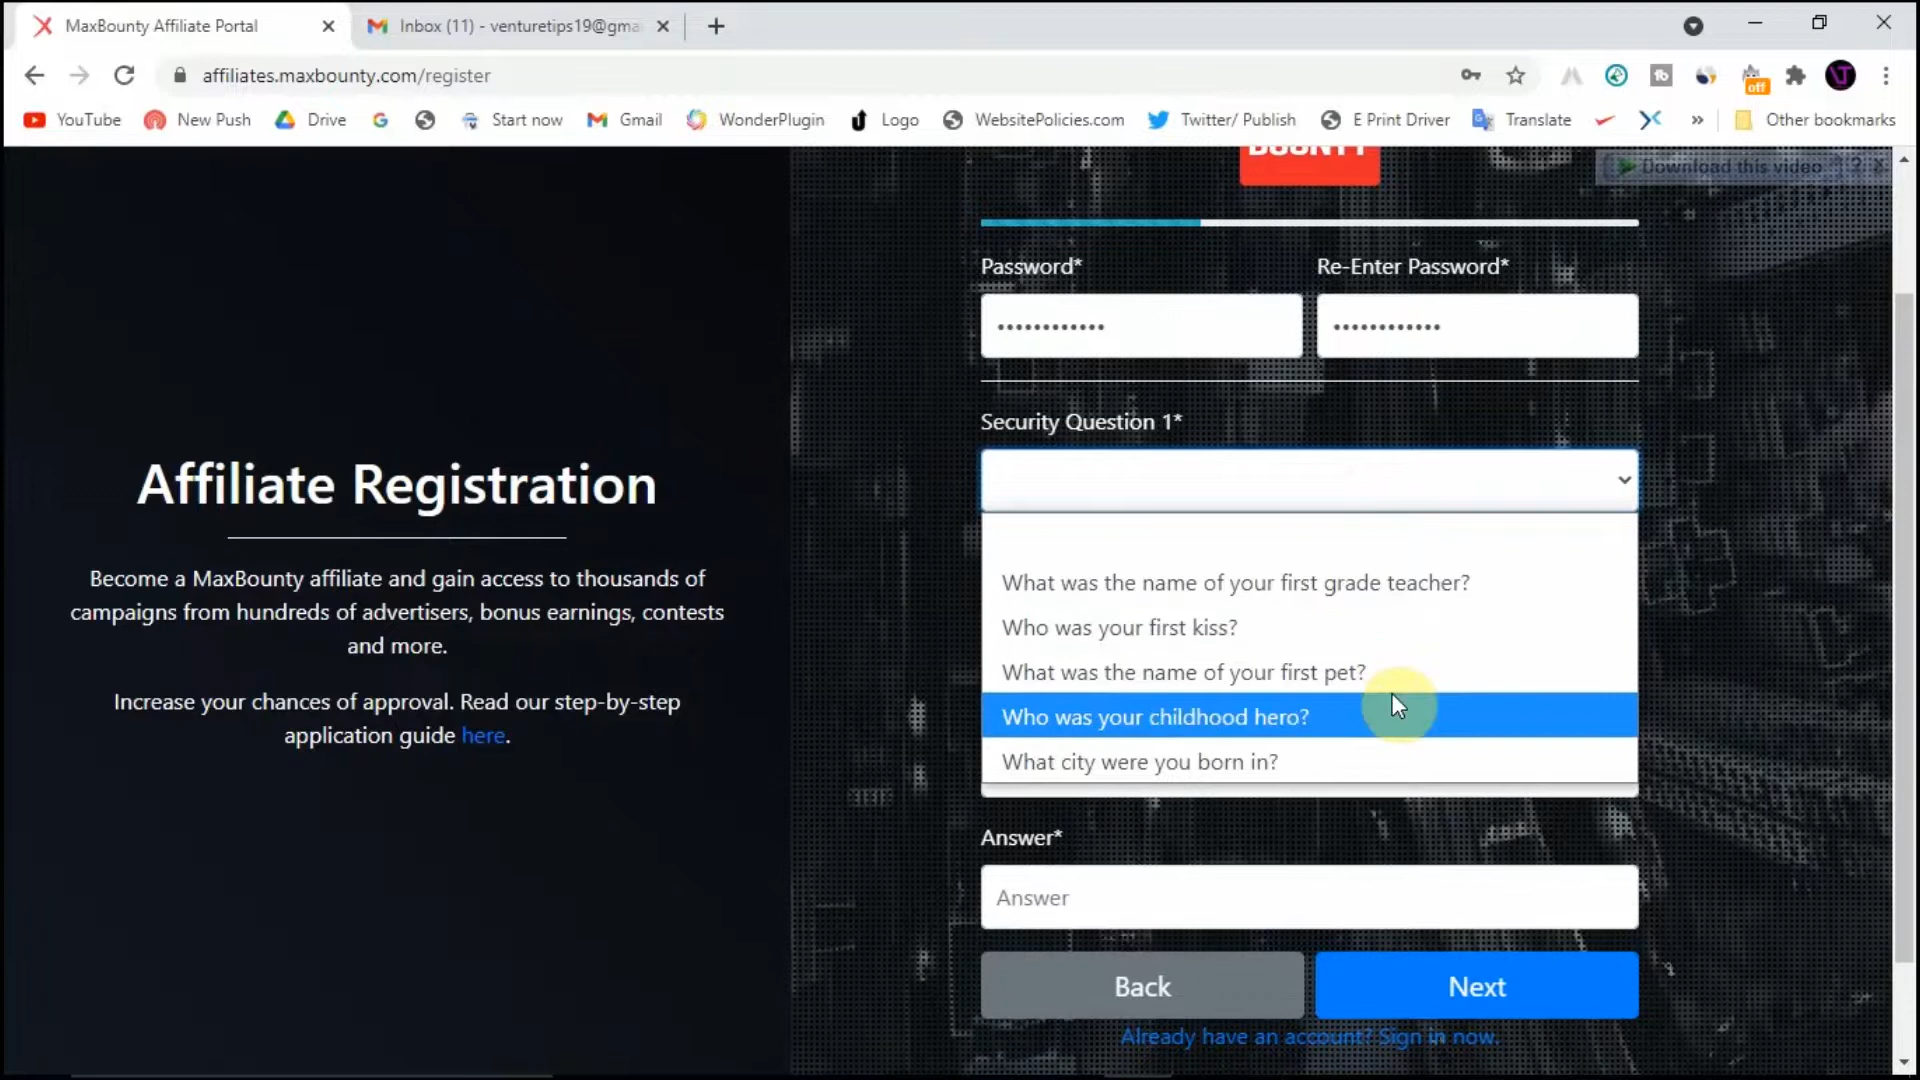 MaxBounty Affiliate Portal
Inbox (11) - venturetips19@gma
affiliates.maxbounty.com/register
off
YouTube
New Push
Drive
Start now
Gmail
WonderPlugin
Logo
WebsitePolicies.com
Twitter/ Publish
E Print Driver
Translate
»
Other bookmarks
BOUNTY
Download this video ? X
Password*
Re-Enter Password*
••••••••••••
••••••••••••
Security Question 1*
What was the name of your first grade teacher?
Who was your first kiss?
What was the name of your first pet?
Who was your childhood hero?
What city were you born in?
Answer*
Answer
Back
Next
Already have an account? Sign in now.
Affiliate Registration
Become a MaxBounty affiliate and gain access to thousands of
campaigns from hundreds of advertisers, bonus earnings, contests
and more.
Increase your chances of approval. Read our step-by-step
application guide here.